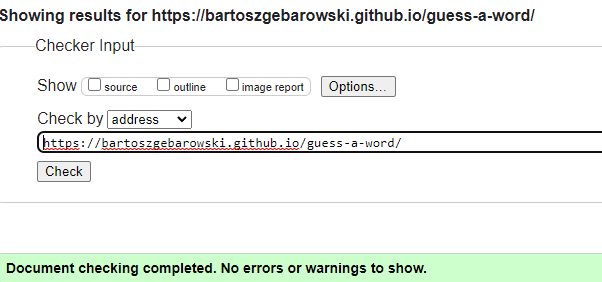 Showing results for https://bartoszgebarowski.github.io/guess-a-word/
Checker Input
Show source outline image report Options...
Check by address
https://bartoszgebarowski.github.io/guess-a-word/
Check
Document checking completed. No errors or warnings to show.